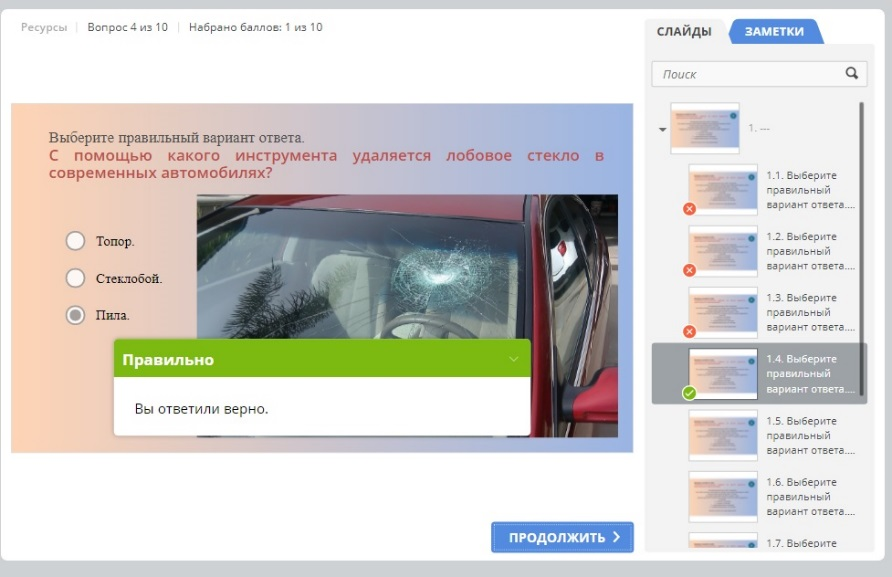 Ресурсы | Вопрос 4 из 10 | Набрано баллов: 1 из 10
Выберите правильный вариант ответа.
С помощью какого инструмента удаляется лобовое стекло в
современных автомобилях?
Топор.
Стеклобой.
Пила.
Правильно
Вы ответили верно.
ПРОДОЛЖИТЬ
СЛАЙДЫ
ЗАМЕТКИ
Поиск
1. ---
1.1. Выберите
правильный
вариант ответа....
1.2. Выберите
правильный
вариант ответа....
1.3. Выберите
правильный
вариант ответа....
1.4. Выберите
правильный
вариант ответа....
1.5. Выберите
правильный
вариант ответа....
1.6. Выберите
правильный
вариант ответа....
1.7. Выберите